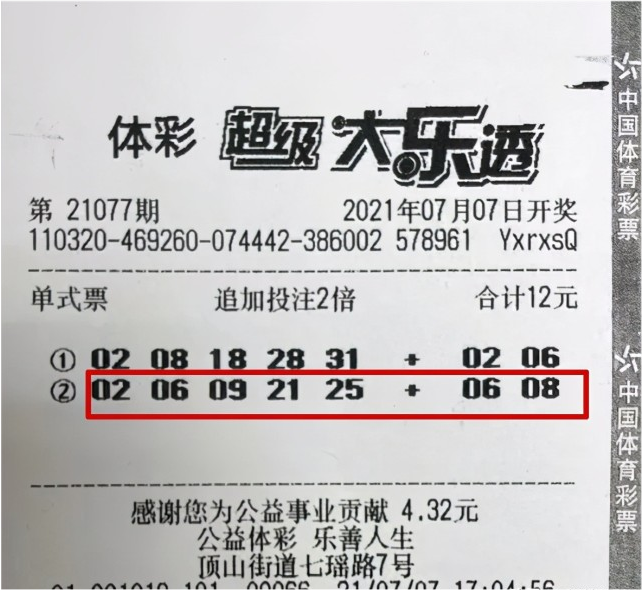 体彩 超级大乐透
第 21077期 2021年07月07日开奖
110320-469260-074442-386002 578961 YxrxsQ
单式票 追加投注2倍 合计12元
① 02 08 18 28 31 + 02 06
② 02 06 09 21 25 + 06 08
感谢您为公益事业贡献 4.32元
公益体彩 乐善人生
顶山街道七瑶路7号
中国体育彩票
中国体育彩票